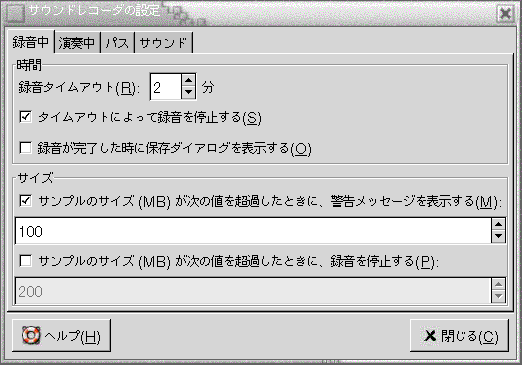 サウンドレコーダの設定
録音中 演奏中 パス サウンド
時間
録音タイムアウト(R): 2 分
タイムアウトによって録音を停止する(S)
録音が完了した時に保存ダイアログを表示する(O)
サイズ
サンプルのサイズ (MB) が次の値を超過したときに、警告メッセージを表示する(M):
100
サンプルのサイズ (MB) が次の値を超過したときに、録音を停止する(P):
200
ヘルプ(H) 閉じる(C)